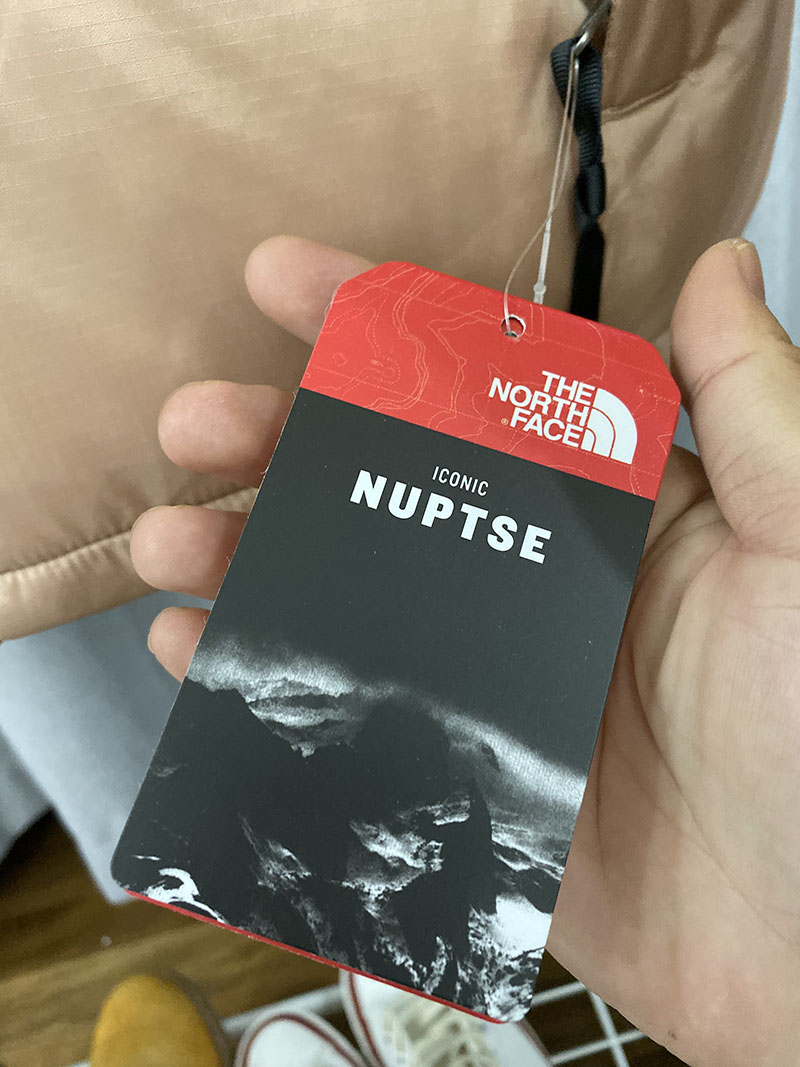 THE
NORTH
FACE
®
ICONIC
NUPTSE